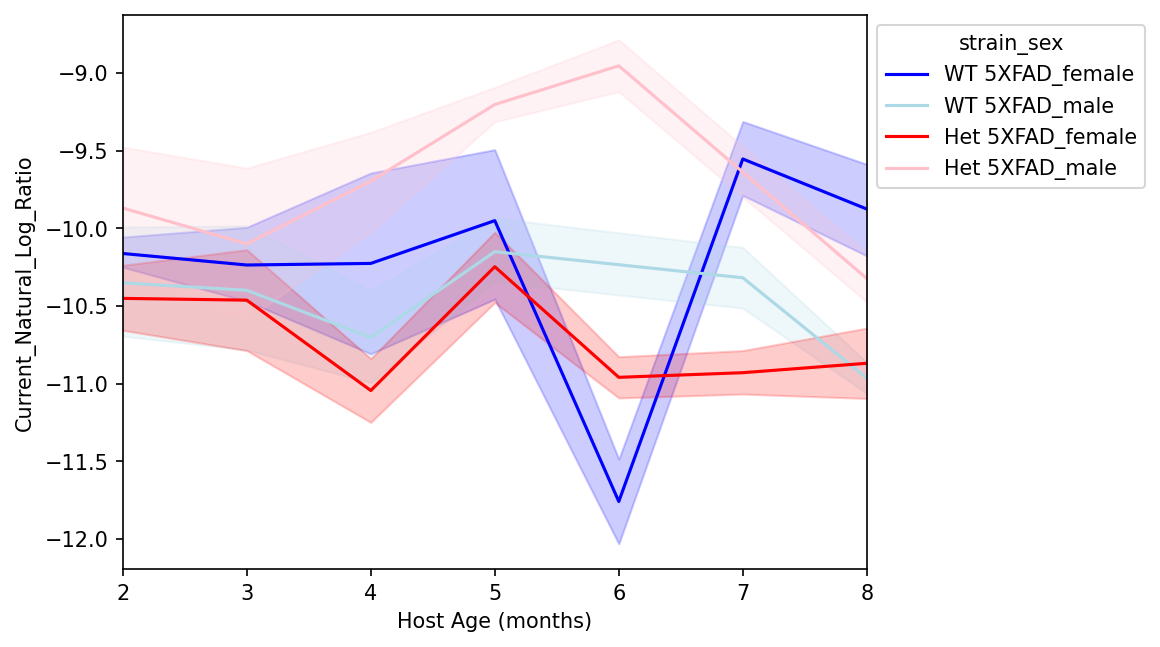 Current_Natural_Log_Ratio
−9.0
−9.5
−10.0
−10.5
−11.0
−11.5
−12.0
2 3 4 5 6 7 8
Host Age (months)
strain_sex
WT 5XFAD_female
WT 5XFAD_male
Het 5XFAD_female
Het 5XFAD_male